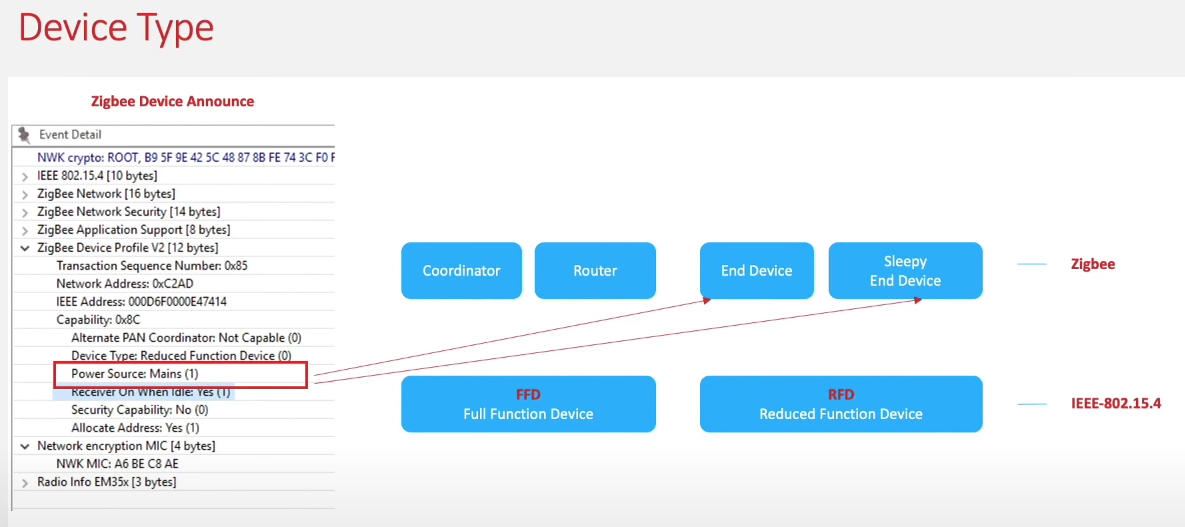 Device Type
Zigbee Device Announce
Event Detail
NWK crypto: ROOT, B9 5F 9E 42 5C 48 87 8B FE 74 3C F0 F
IEEE 802.15.4 [10 bytes]
ZigBee Network [16 bytes]
ZigBee Network Security [14 bytes]
ZigBee Application Support [8 bytes]
ZigBee Device Profile V2 [12 bytes]
Transaction Sequence Number: 0x85
Network Address: 0xC2AD
IEEE Address: 000D6F0000E47414
Capability: 0x8C
Alternate PAN Coordinator: Not Capable (0)
Device Type: Reduced Function Device (0)
Power Source: Mains (1)
Receiver On When Idle: Yes (1)
Security Capability: No (0)
Allocate Address: Yes (1)
Network encryption MIC [4 bytes]
NWK MIC: A6 BE C8 AE
Radio Info EM35x [3 bytes]
Coordinator
Router
End Device
Sleepy
End Device
Zigbee
FFD
Full Function Device
RFD
Reduced Function Device
IEEE-802.15.4